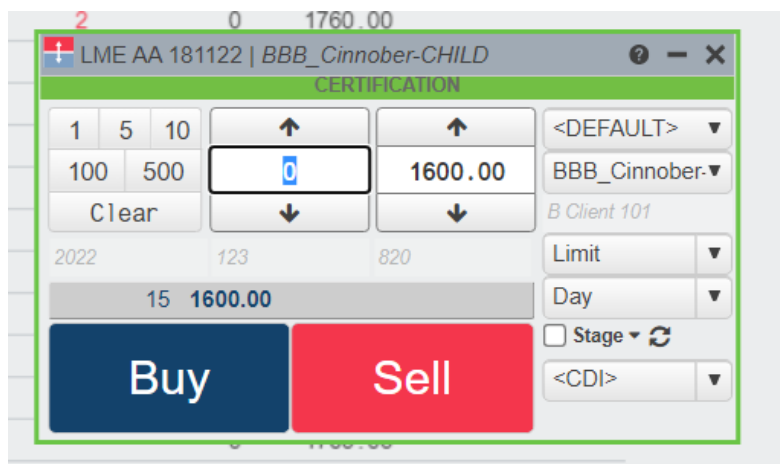 2 0 1760.00
LME AA 181122 | BBB_Cinnober-CHILD
CERTIFICATION
1 5 10
100 500
Clear
0
1600.00
<DEFAULT>
BBB_Cinnober-
B Client 101
2022 123 820
Limit
15 1600.00
Day
Stage
Buy
Sell
<CDI>